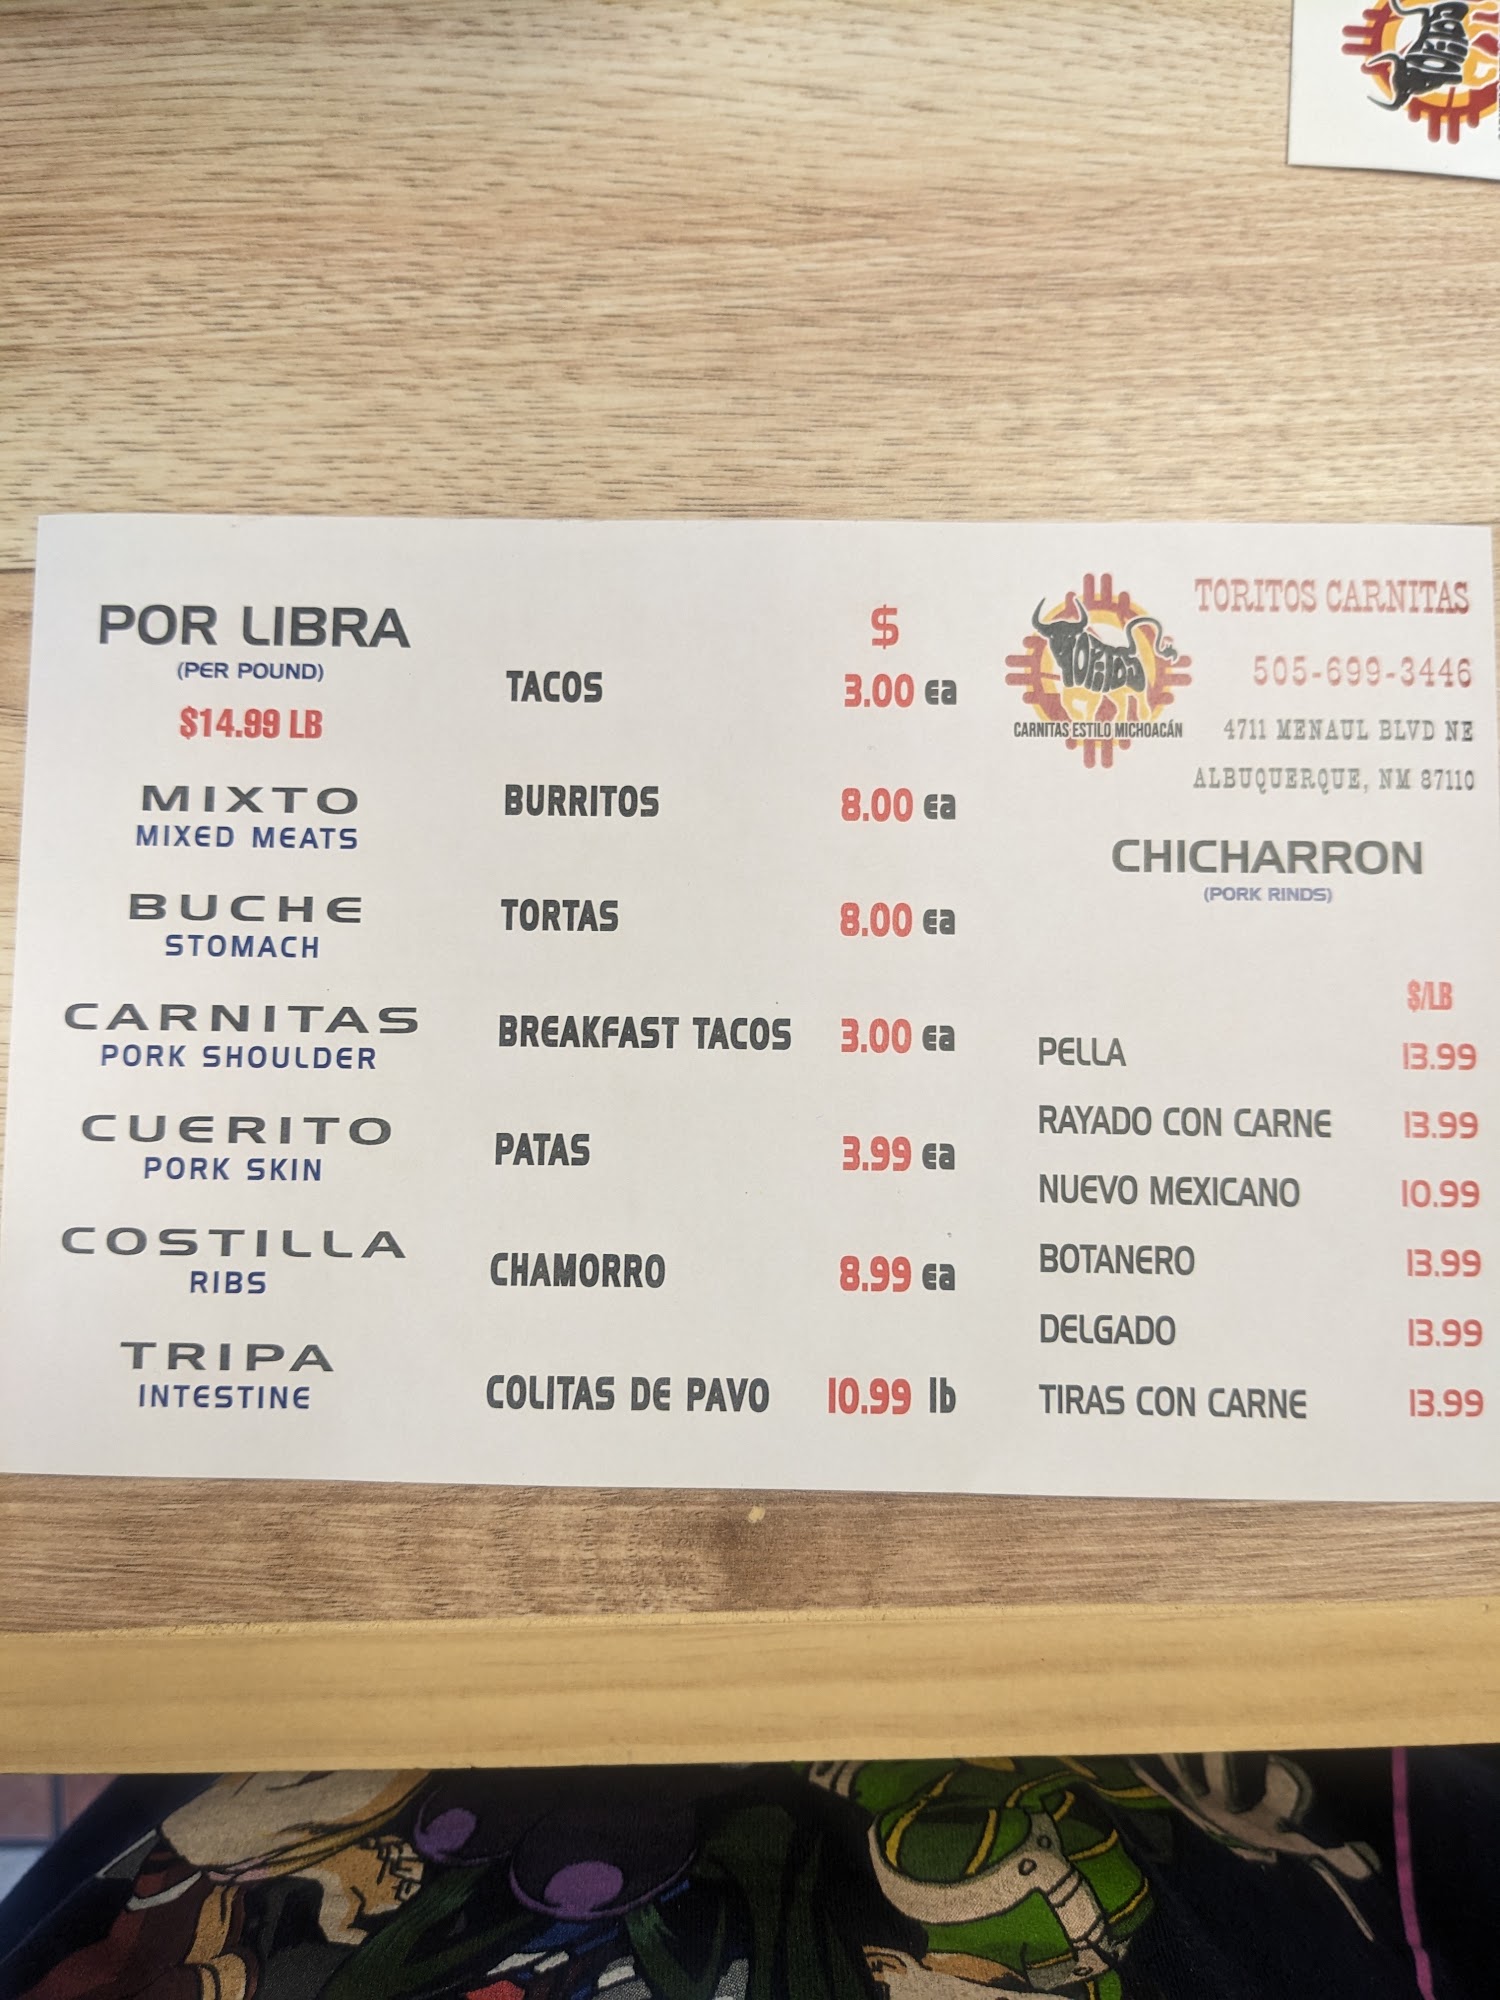 POR LIBRA
(PER POUND)
$14.99 LB
MIXTO
MIXED MEATS
BUCHE
STOMACH
CARNITAS
PORK SHOULDER
CUERITO
PORK SKIN
COSTILLA
RIBS
TRIPA
INTESTINE
$
TACOS 3.00 ea
BURRITOS 8.00 ea
TORTAS 8.00 ea
BREAKFAST TACOS 3.00 ea
PATAS 3.99 ea
CHAMORRO 8.99 ea
COLITAS DE PAVO 10.99 lb
TORITOS
CARNITAS ESTILO MICHOACÁN
TORITOS CARNITAS
505-699-3446
4711 MENAUL BLVD NE
ALBUQUERQUE, NM 87110
CHICHARRON
(PORK RINDS)
$/LB
PELLA 13.99
RAYADO CON CARNE 13.99
NUEVO MEXICANO 10.99
BOTANERO 13.99
DELGADO 13.99
TIRAS CON CARNE 13.99
TORITOS